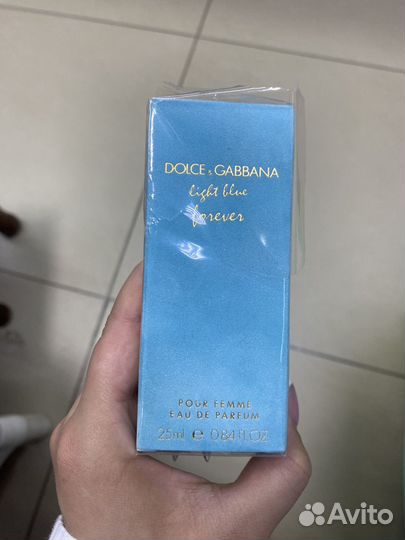 DOLCE & GABBANA
light blue
forever
POUR FEMME
EAU DE PARFUM
25ml e 0.84 FL.OZ
Avito